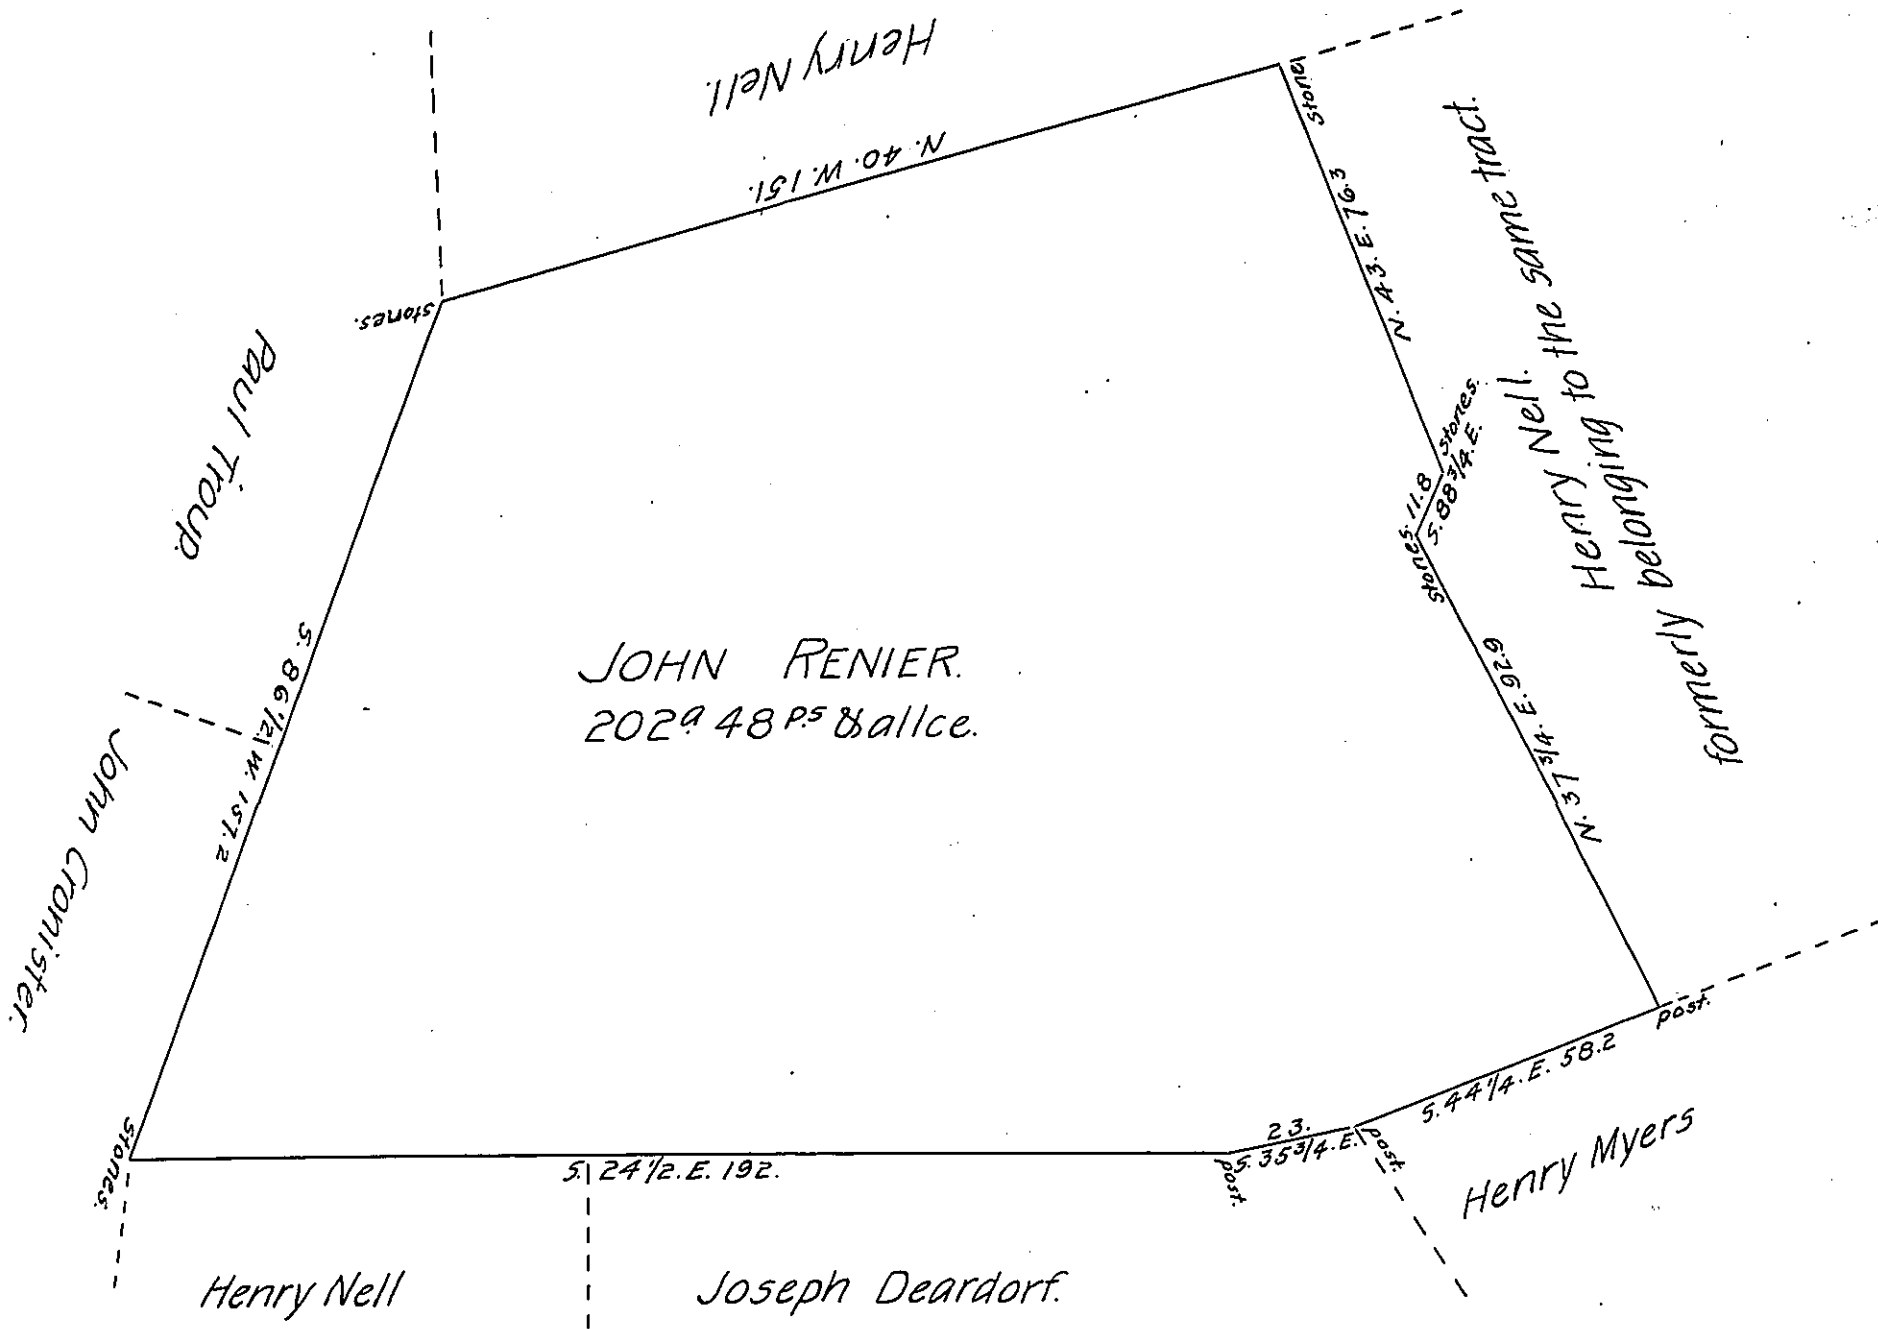 Henry Nell.
N. 40. W. 151.
Stones
N. 43. E. 76.3
Henry Nell.
formerly belonging to the same tract.
stones.
Paul Troup.
stones.
11.8
S. 88 3/4. E.
stones.
S. 86 1/2. W. 157.2
JOHN RENIER.
202a 48 ps & allce.
N. 37 3/4. E. 92.9
John Cronister.
post.
S. 44 1/4. E. 58.2
stones.
23.
S. 35 3/4. E.
post.
post.
S. 24 1/2. E. 192.
Henry Myers
Henry Nell
Joseph Deardorf.